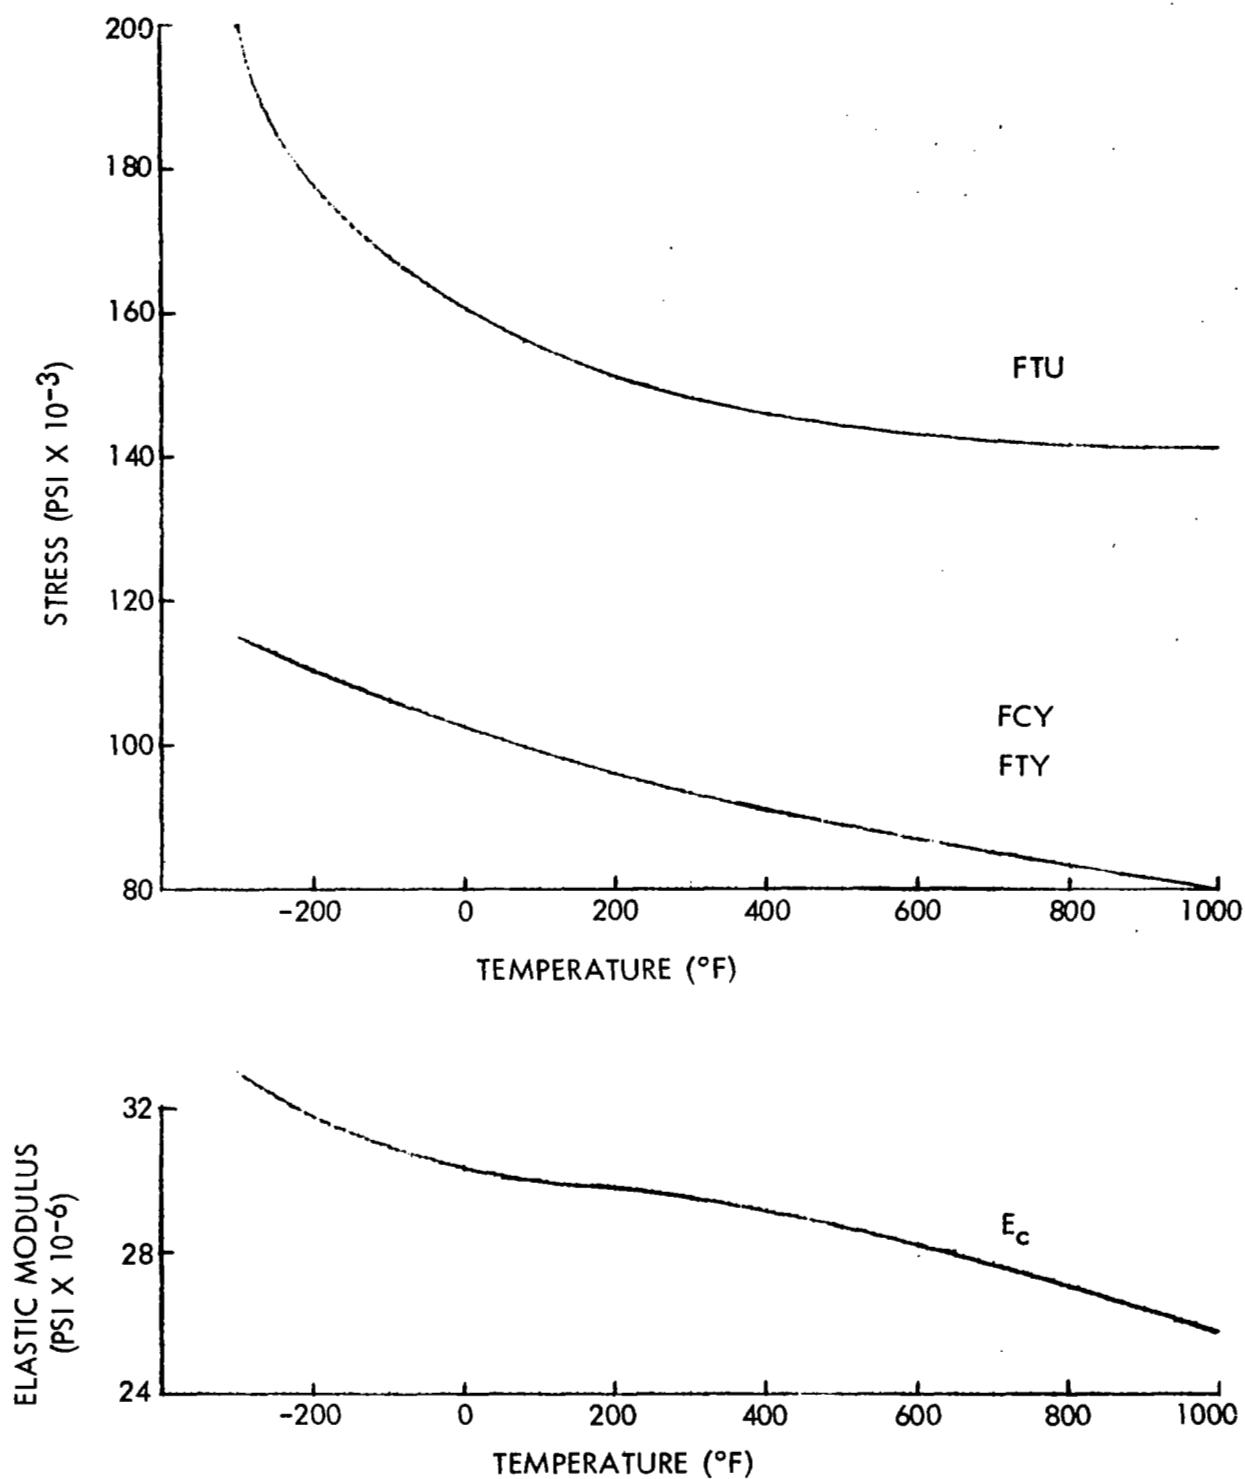 200
180
160
140
120
100
80
STRESS (PSI X 10-3)
FTU
FCY
FTY
-200 0 200 400 600 800 1000
TEMPERATURE (°F)
32
28
24
ELASTIC MODULUS
(PSI X 10-6)
Ec
-200 0 200 400 600 800 1000
TEMPERATURE (°F)